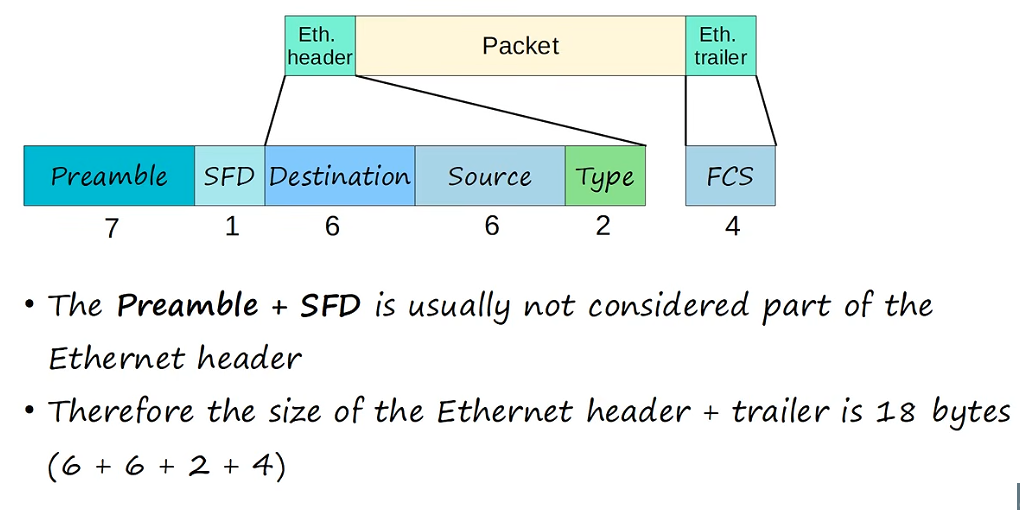 Eth.
header
Packet
Eth.
trailer
Preamble SFD Destination Source Type FCS
7 1 6 6 2 4
• The Preamble + SFD is usually not considered part of the
Ethernet header
• Therefore the size of the Ethernet header + trailer is 18 bytes
(6 + 6 + 2 + 4)